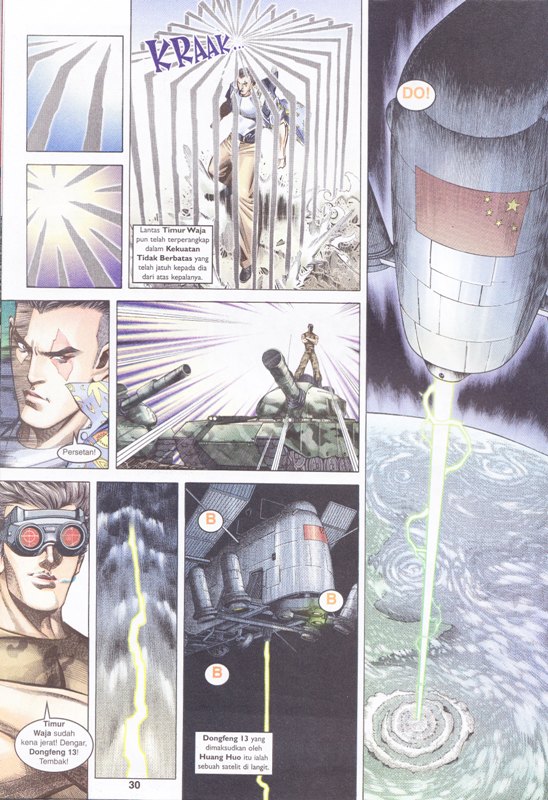 KRAAK...
Lantas Timur Waja
pun telah terperangkap
dalam Kekuatan
Tidak Berbatas yang
telah jatuh kepada dia
dari atas kepalanya.
Persetan!
Timur
Waja sudah
kena jerat! Dengar,
Dongfeng 13!
Tembak!
B
B
B
Dongfeng 13 yang
dimaksudkan oleh
Huang Huo itu ialah
sebuah satelit di langit.
DO!
30